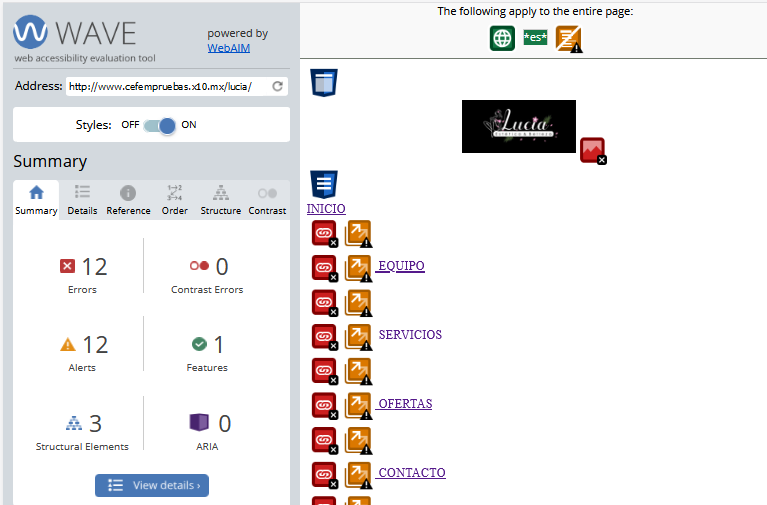 WAVE
web accessibility evaluation tool
powered by
WebAIM
Address: http://www.cefempruebas.x10.mx/lucia/
Styles: OFF ON
Summary
Summary Details Reference Order Structure Contrast
12
Errors
0
Contrast Errors
12
Alerts
1
Features
3
Structural Elements
0
ARIA
View details ›
The following apply to the entire page:
*es*
Lucia
INICIO
EQUIPO
SERVICIOS
OFERTAS
CONTACTO